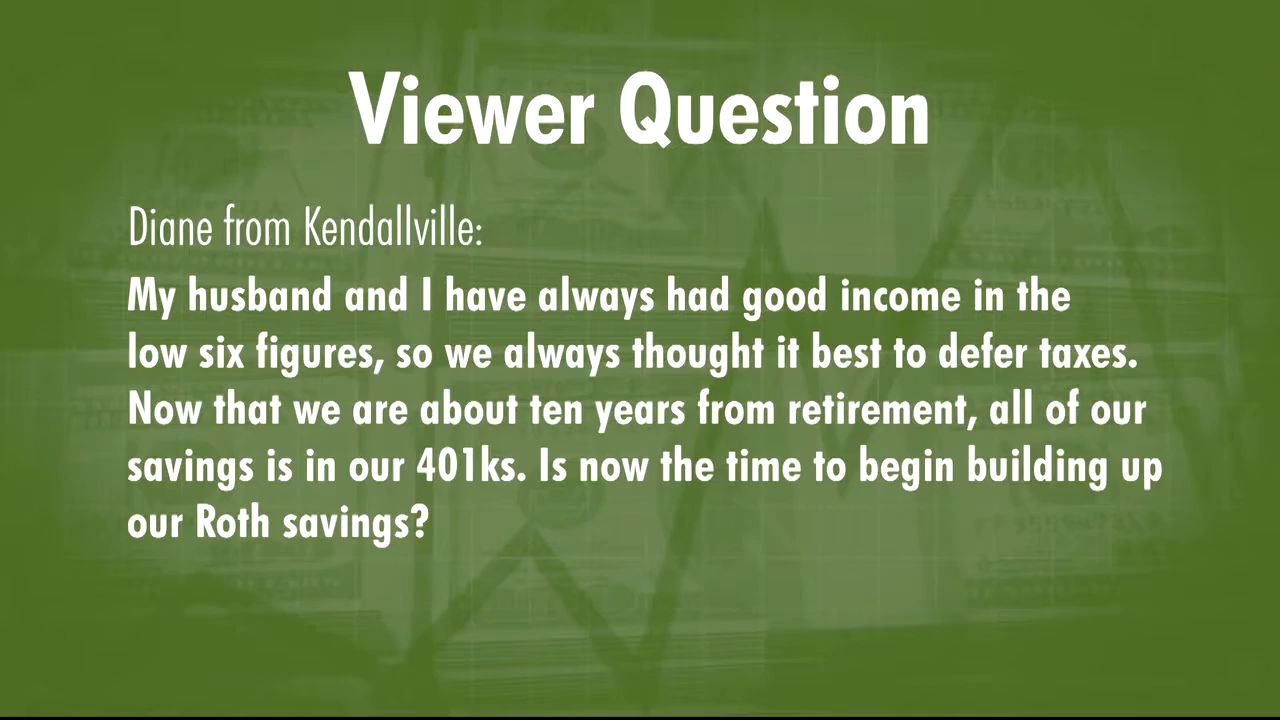 Viewer Question
Diane from Kendallville:
My husband and I have always had good income in the
low six figures, so we always thought it best to defer taxes.
Now that we are about ten years from retirement, all of our
savings is in our 401ks. Is now the time to begin building up
our Roth savings?